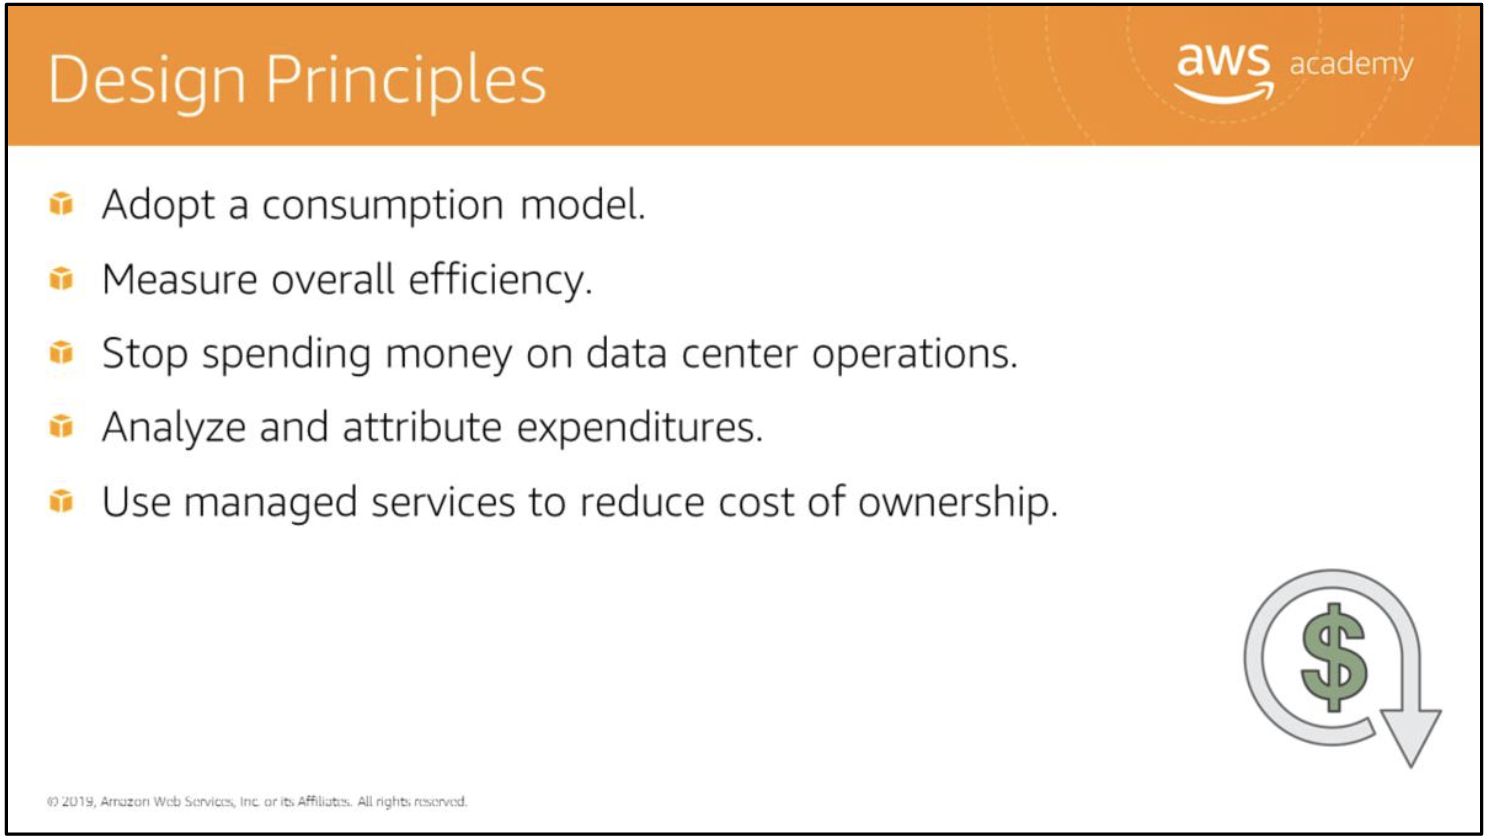 Design Principles
aws academy
Adopt a consumption model.
Measure overall efficiency.
Stop spending money on data center operations.
Analyze and attribute expenditures.
Use managed services to reduce cost of ownership.
$
© 2019, Amazon Web Services, Inc. or its Affiliates. All rights reserved.